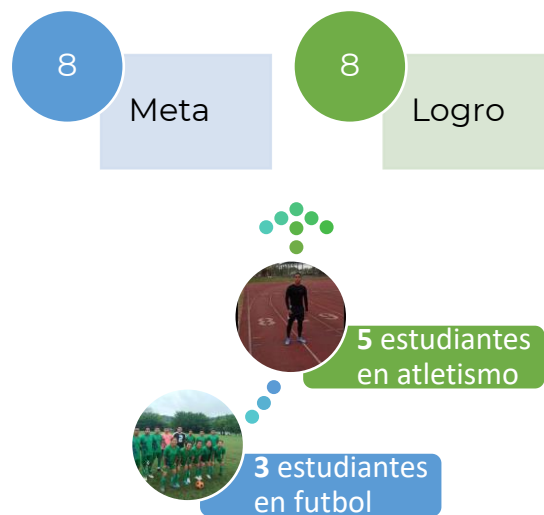 8
Meta
8
Logro
5 estudiantes
en atletismo
3 estudiantes
en futbol